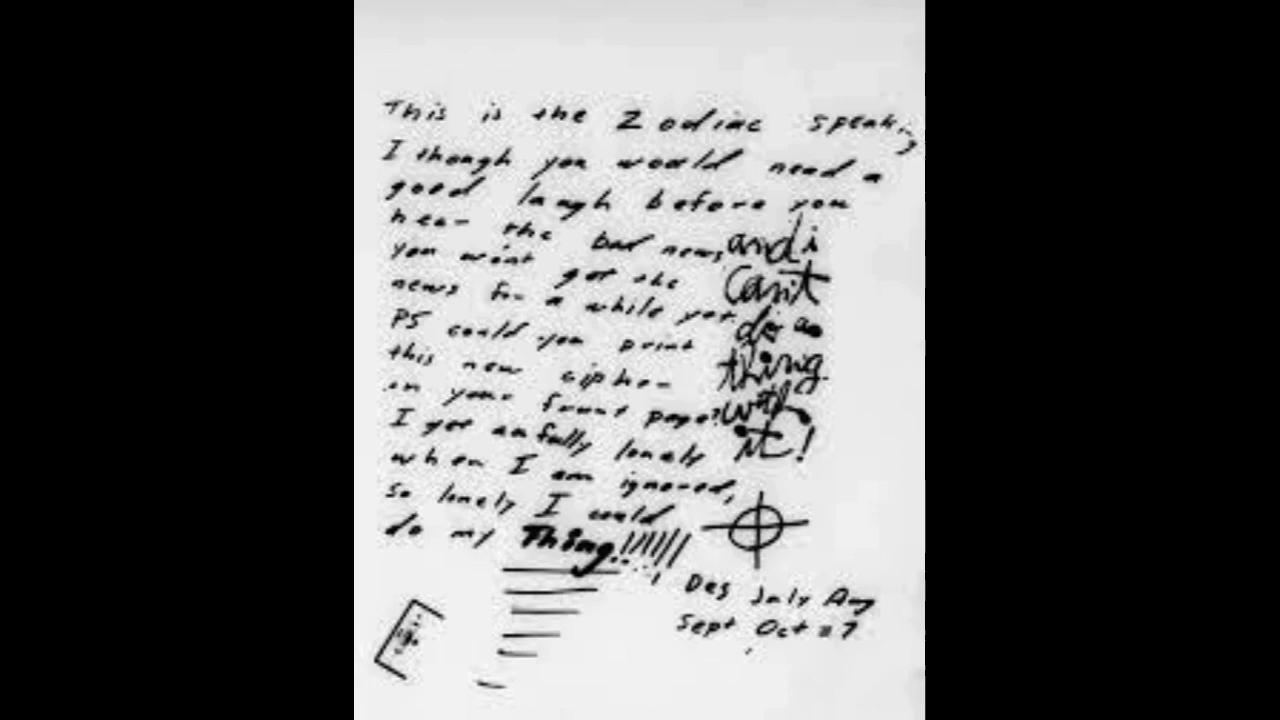 This is the Zodiac speaking
I though you would nead a
good laugh before you
hear the bad news
you won't get the
news for a while yet.
PS could you print
this new cipher
on your frunt page?
I get awfully lonely
when I am ignored,
so lonely I could
do my Thing!!!!!!
and i
can't
do a
thing
with
it!
Des July Aug
Sept Oct = 7